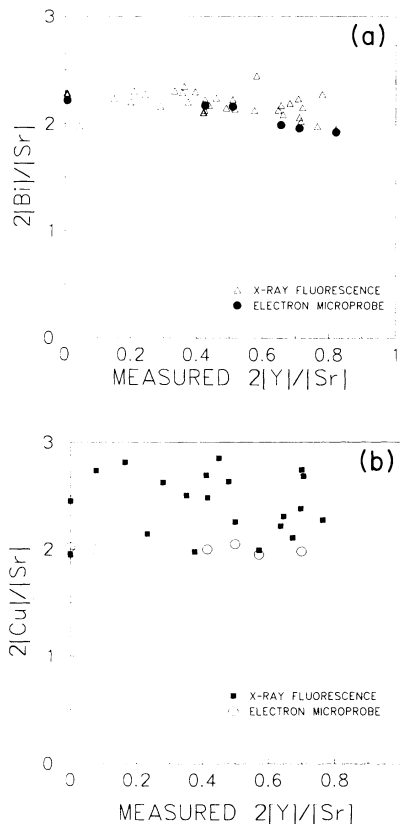 (a)
3
2
1
0
2|Bi|/|Sr|
△ X-RAY FLUORESCENCE
● ELECTRON MICROPROBE
0 0.2 0.4 0.6 0.8 1
MEASURED 2|Y|/|Sr|
(b)
3
2
1
0
2|Cu|/|Sr|
■ X-RAY FLUORESCENCE
○ ELECTRON MICROPROBE
0 0.2 0.4 0.6 0.8
MEASURED 2|Y|/|Sr|